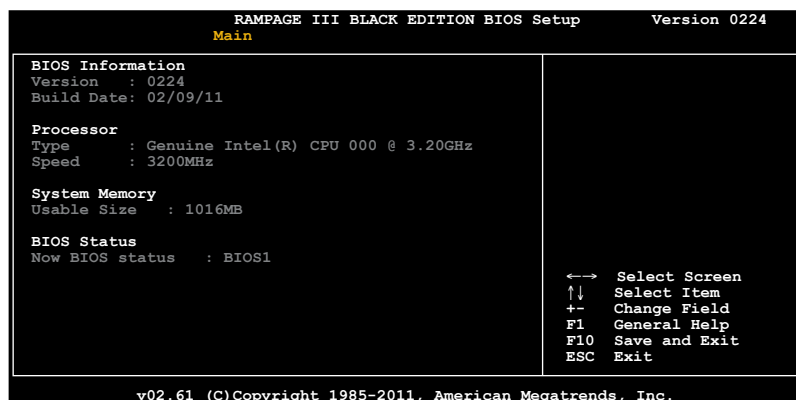 RAMPAGE III BLACK EDITION BIOS Setup Version 0224
Main
BIOS Information
Version : 0224
Build Date: 02/09/11
Processor
Type : Genuine Intel(R) CPU 000 @ 3.20GHz
Speed : 3200MHz
System Memory
Usable Size : 1016MB
BIOS Status
Now BIOS status : BIOS1
←→ Select Screen
↑↓ Select Item
+- Change Field
F1 General Help
F10 Save and Exit
ESC Exit
v02.61 (C)Copyright 1985-2011, American Megatrends, Inc.